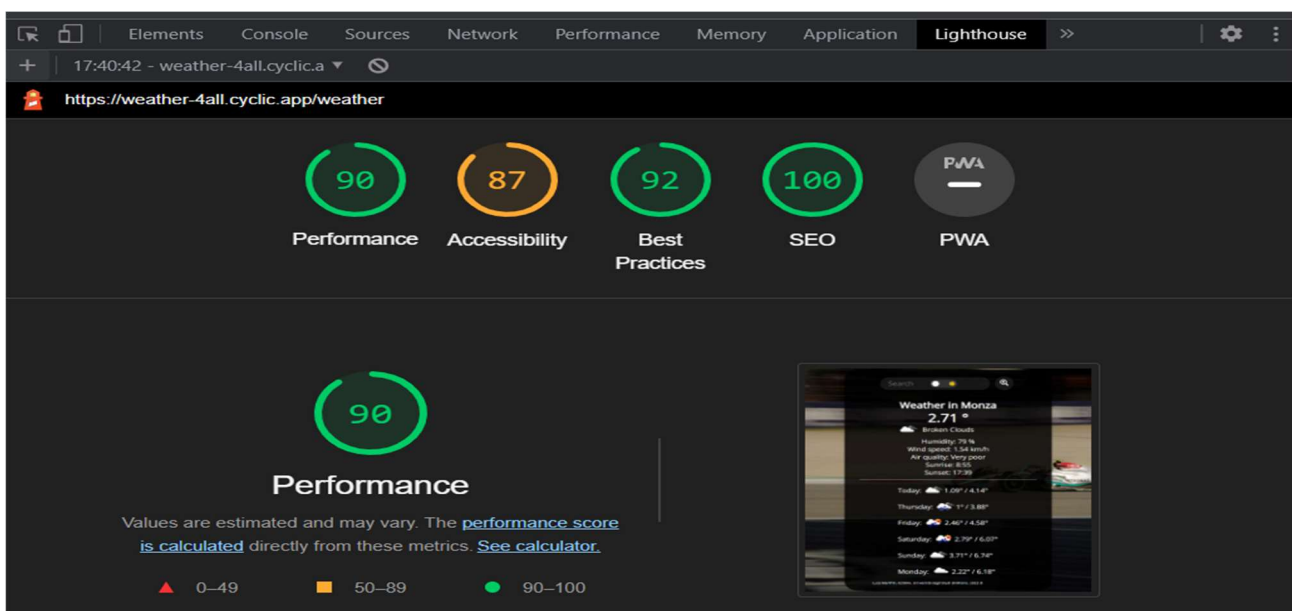 Elements Console Sources Network Performance Memory Application Lighthouse »
+ 17:40:42 - weather-4all.cyclic.a
https://weather-4all.cyclic.app/weather
90 87 92 100 PWA
Performance Accessibility Best Practices SEO PWA
90
Performance
Values are estimated and may vary. The performance score
is calculated directly from these metrics. See calculator.
0–49 50–89 90–100
Search
Weather in Monza
2.71 °
Broken Clouds
Humidity: 79 %
Wind speed: 1.54 km/h
Air quality: Very poor
Sunrise: 8:55
Sunset: 17:39
Today: 1.09° / 4.14°
Thursday: 1° / 3.88°
Friday: 2.46° / 4.58°
Saturday: 2.79° / 6.07°
Sunday: 3.71° / 6.74°
Monday: 2.22° / 6.18°